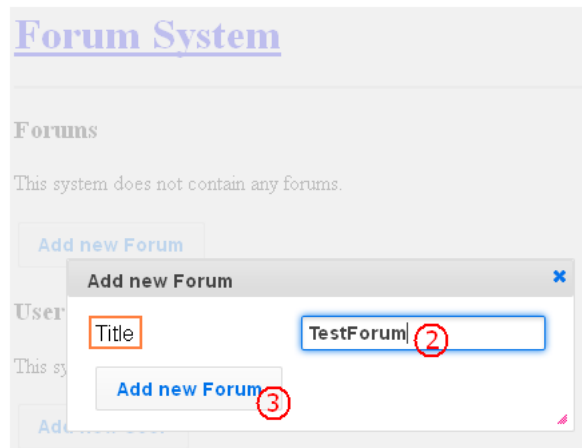 Forum System
Forums
This system does not contain any forums.
Add new Forum
Add new Forum
User
Title
TestForum
2
This sy
Add new Forum
3
Add new User